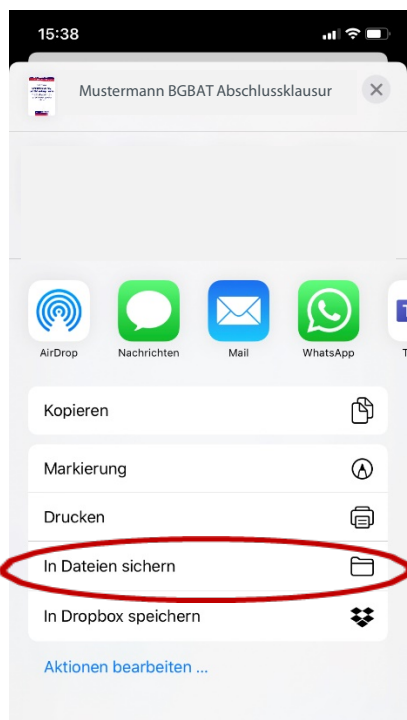 15:38
Mustermann BGBAT Abschlussklausur
AirDrop
Nachrichten
Mail
WhatsApp
T
Kopieren
Markierung
Drucken
In Dateien sichern
In Dropbox speichern
Aktionen bearbeiten ...